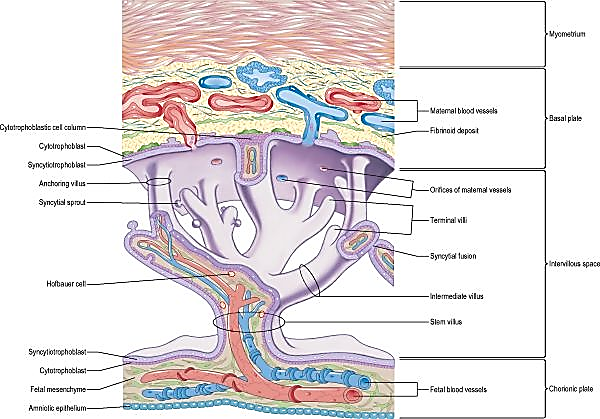 Cytotrophoblastic cell column
Cytotrophoblast
Syncytiotrophoblast
Anchoring villus
Syncytial sprout
Hofbauer cell
Syncytiotrophoblast
Cytotrophoblast
Fetal mesenchyme
Amniotic epithelium
Maternal blood vessels
Fibrinoid deposit
Orifices of maternal vessels
Terminal villi
Syncytial fusion
Intermediate villus
Stem villus
Fetal blood vessels
Myometrium
Basal plate
Intervillous space
Chorionic plate